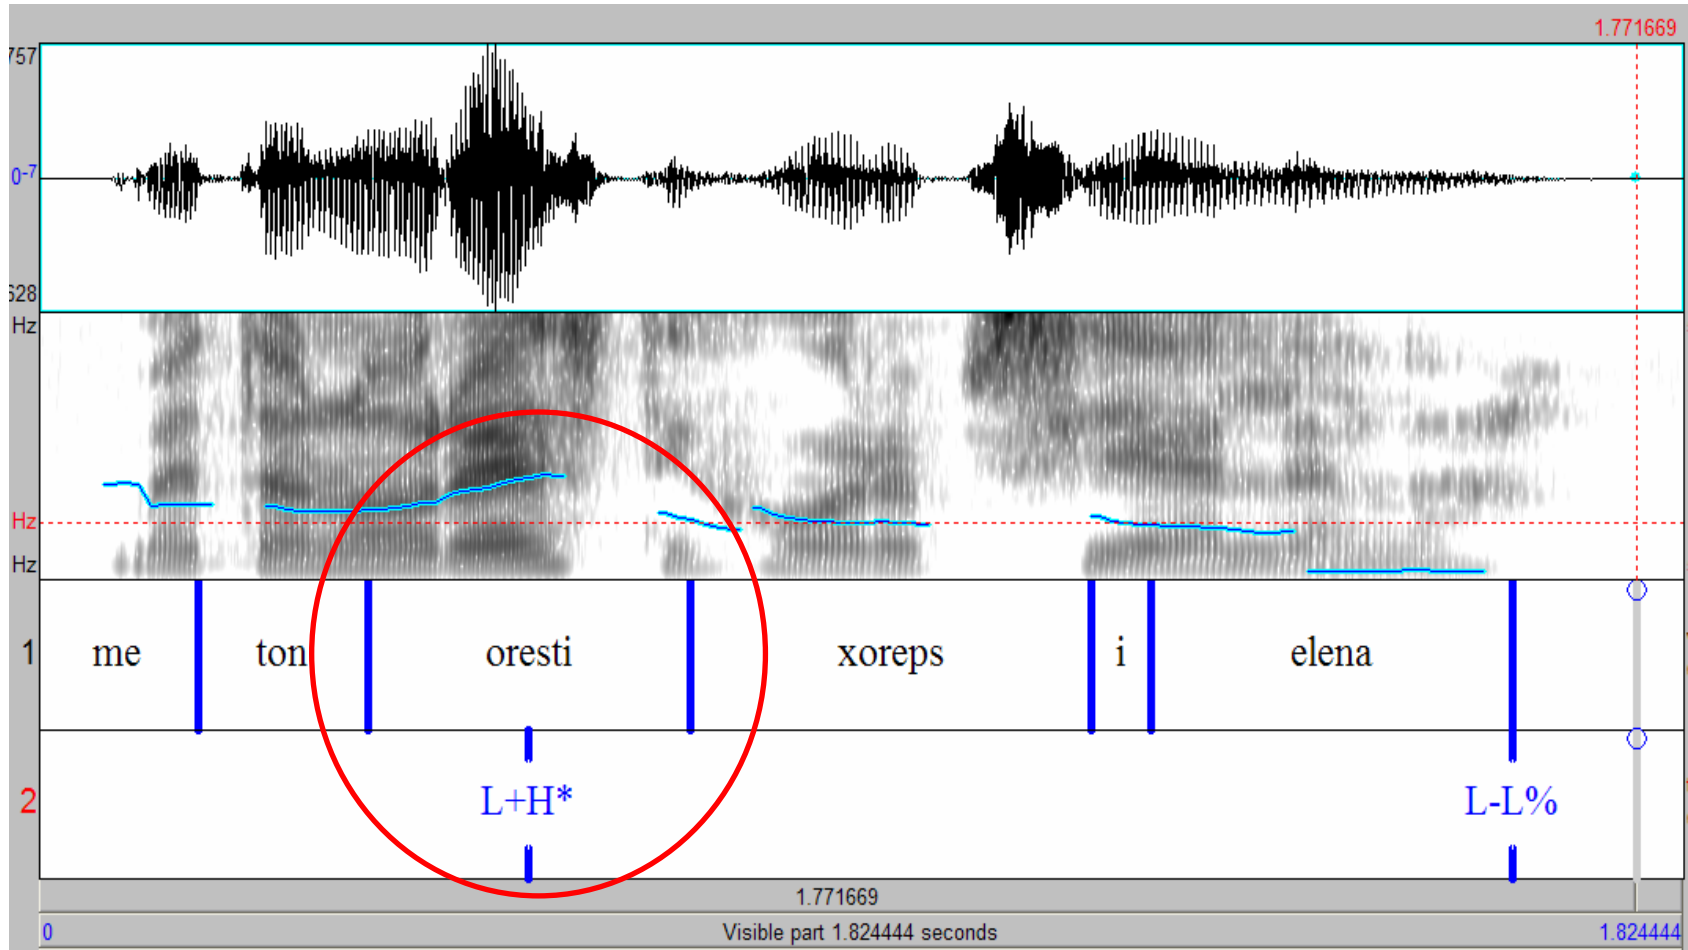 1.771669
757
0-7
628
Hz
Hz
Hz
1 me ton oresti xoreps i elena
2 L+H* L-L%
1.771669
0 Visible part 1.824444 seconds 1.824444